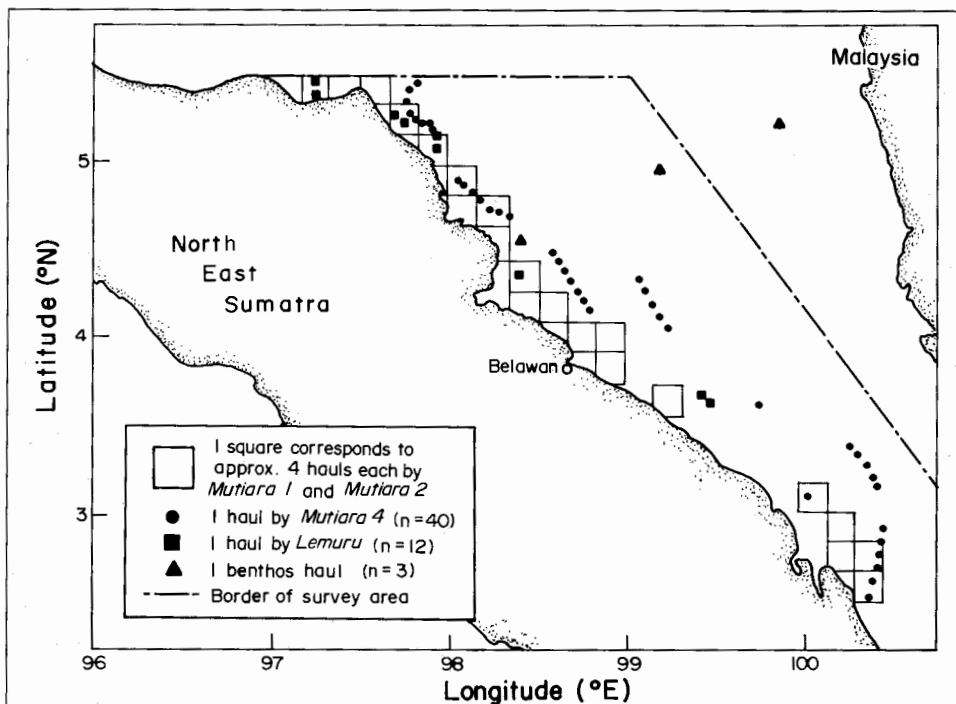 Malaysia
North
East
Sumatra
Belawan
Latitude (°N)
5
4
3
1 square corresponds to
approx. 4 hauls each by
Mutiara 1 and Mutiara 2
1 haul by Mutiara 4 (n=40)
1 haul by Lemuru (n=12)
1 benthos haul (n=3)
Border of survey area
96
97
98
99
100
Longitude (°E)